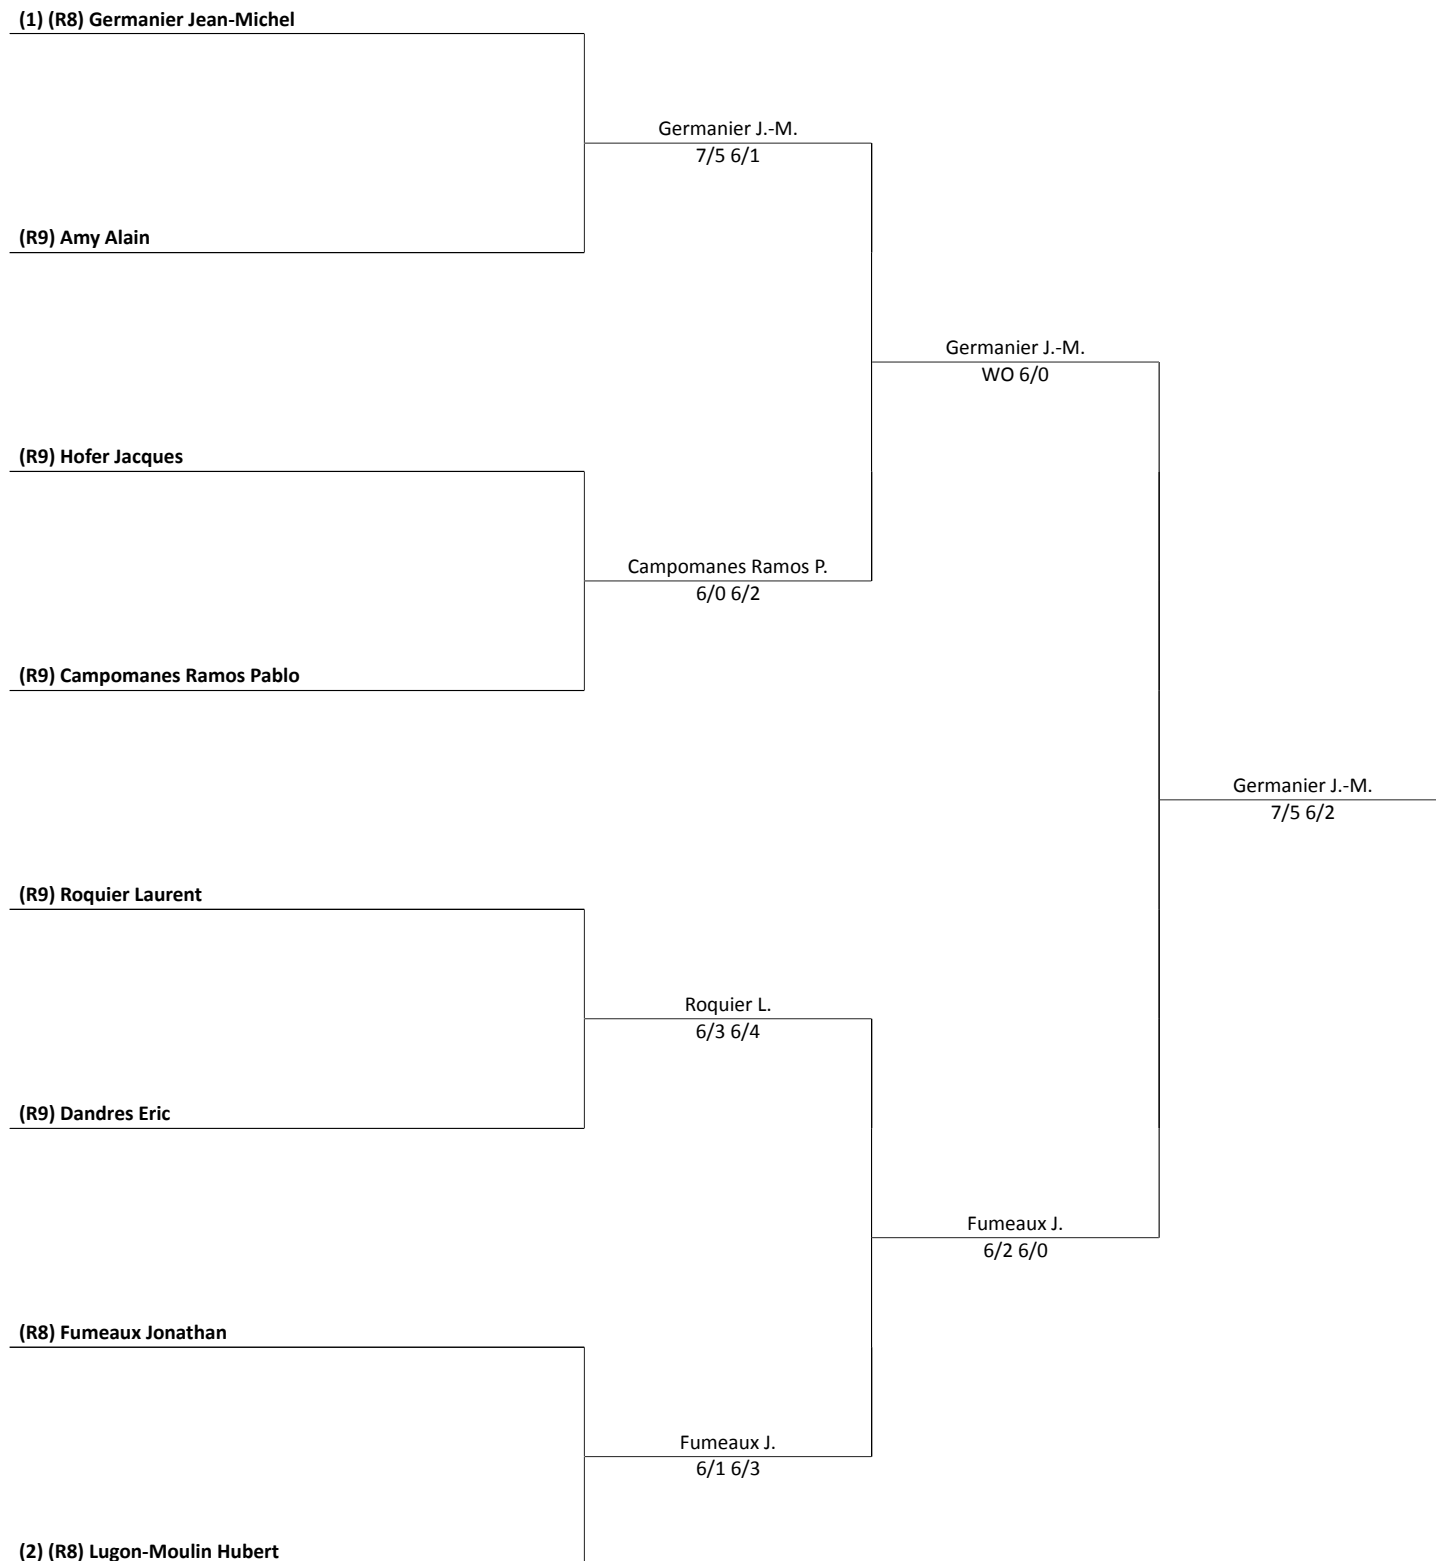 (1) (R8) Germanier Jean-Michel
Germanier J.-M.
7/5 6/1
(R9) Amy Alain
Germanier J.-M.
WO 6/0
(R9) Hofer Jacques
Campomanes Ramos P.
6/0 6/2
(R9) Campomanes Ramos Pablo
Germanier J.-M.
7/5 6/2
(R9) Roquier Laurent
Roquier L.
6/3 6/4
(R9) Dandres Eric
Fumeaux J.
6/2 6/0
(R8) Fumeaux Jonathan
Fumeaux J.
6/1 6/3
(2) (R8) Lugon-Moulin Hubert